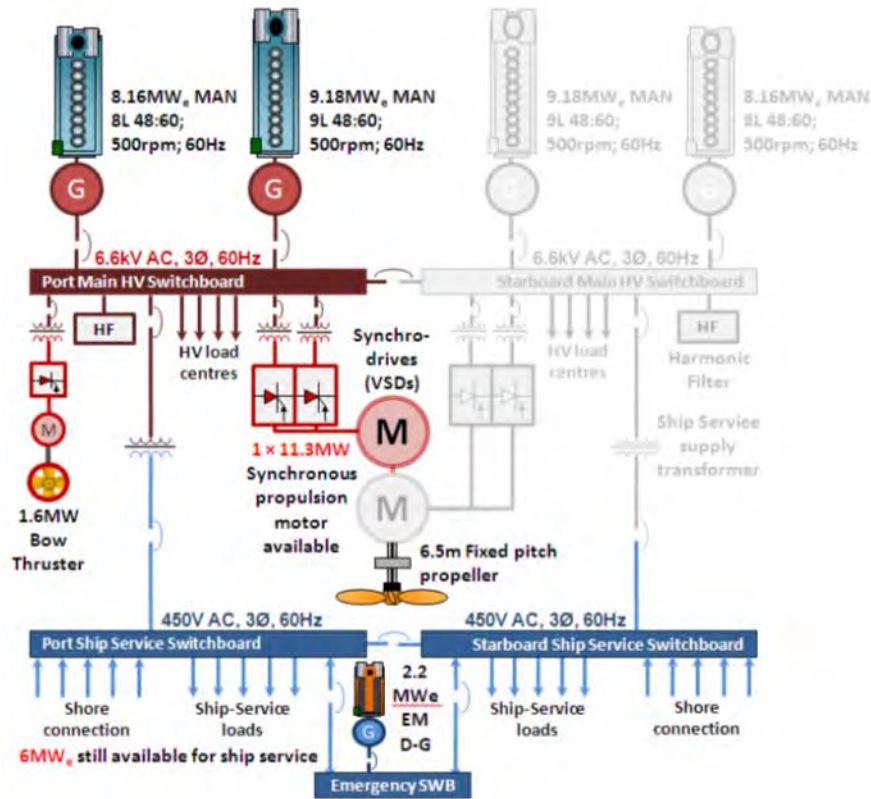 8.16MWₑ MAN
8L 48:60;
500rpm; 60Hz
9.18MWₑ MAN
9L 48:60;
500rpm; 60Hz
9.18MWₑ MAN
9L 48:60;
500rpm; 60Hz
8.16MWₑ MAN
8L 48:60;
500rpm; 60Hz
G
G
G
G
6.6kV AC, 3Ø, 60Hz
6.6kV AC, 3Ø, 60Hz
Port Main HV Switchboard
Starboard Main HV Switchboard
HF
HV load
centres
Synchro-
drives
(VSDs)
HV load
centres
HF
Harmonic
Filter
M
M
M
1 × 11.3MW
Synchronous
propulsion
motor
available
Ship Service
supply
transformer
1.6MW
Bow
Thruster
6.5m Fixed pitch
propeller
450V AC, 3Ø, 60Hz
450V AC, 3Ø, 60Hz
Port Ship Service Switchboard
Starboard Ship Service Switchboard
Shore
connection
Ship-Service
loads
2.2
MWe
EM
D-G
G
Ship-Service
loads
Shore
connection
6MWₑ still available for ship service
Emergency SWB